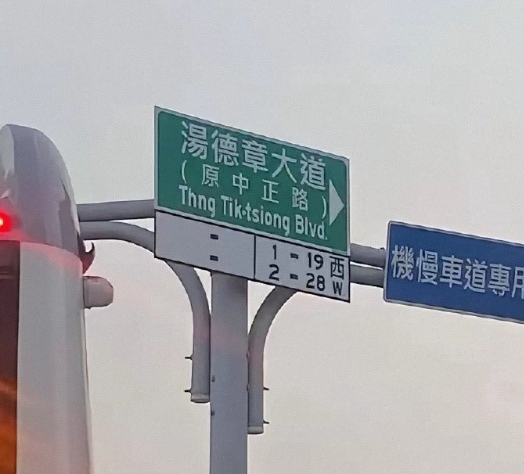 湯德章大道
(原中正路)
Thng Tik-tsiong Blvd.
- 1 - 19 西
- 2 - 28 W
機慢車道專用